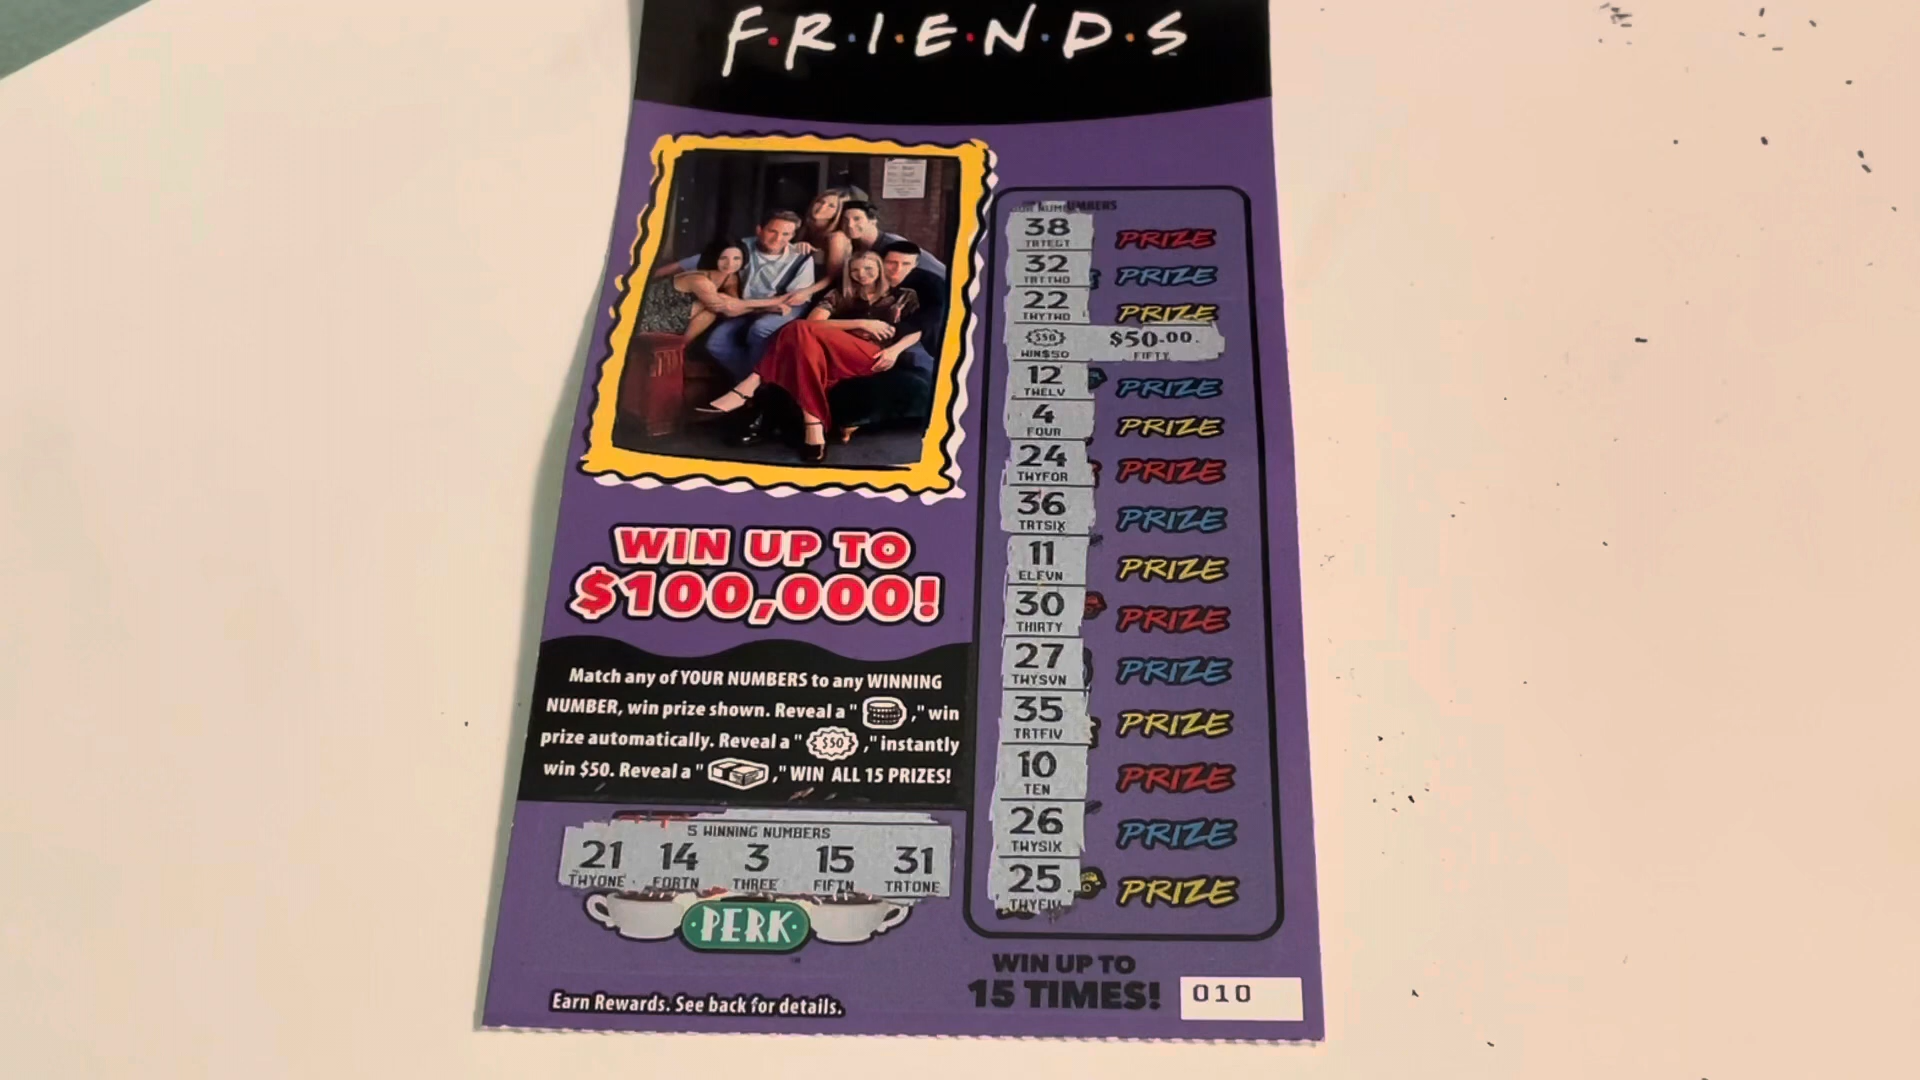 F·R·I·E·N·D·S
WIN UP TO
$100,000!
Match any of YOUR NUMBERS to any WINNING
NUMBER, win prize shown. Reveal a " ," win
prize automatically. Reveal a " $50 ," instantly
win $50. Reveal a " ," WIN ALL 15 PRIZES!
5 WINNING NUMBERS
21 14 3 15 31
TWYONE FORTN THREE FIFTN TRTONE
·PERK·
Earn Rewards. See back for details.
NUMBERS
38 PRIZE
TRTEGT
32 PRIZE
TRTTWO
22 PRIZE
TWYTWO
$50 $50.00
WIN$50 FIFTY
12 PRIZE
TWELV
4 PRIZE
FOUR
24 PRIZE
TWYFOR
36 PRIZE
TRTSIX
11 PRIZE
ELEVN
30 PRIZE
THIRTY
27 PRIZE
TWYSVN
35 PRIZE
TRTFIV
10 PRIZE
TEN
26 PRIZE
TWYSIX
25 PRIZE
TWYFIV
WIN UP TO
15 TIMES!
010